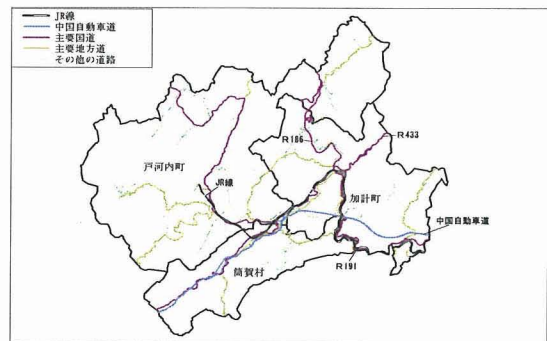 JR線
中国自動車道
主要国道
主要地方道
その他の道路
R186
R433
戸河内町
JR線
加計町
中国自動車道
筒賀村
R191